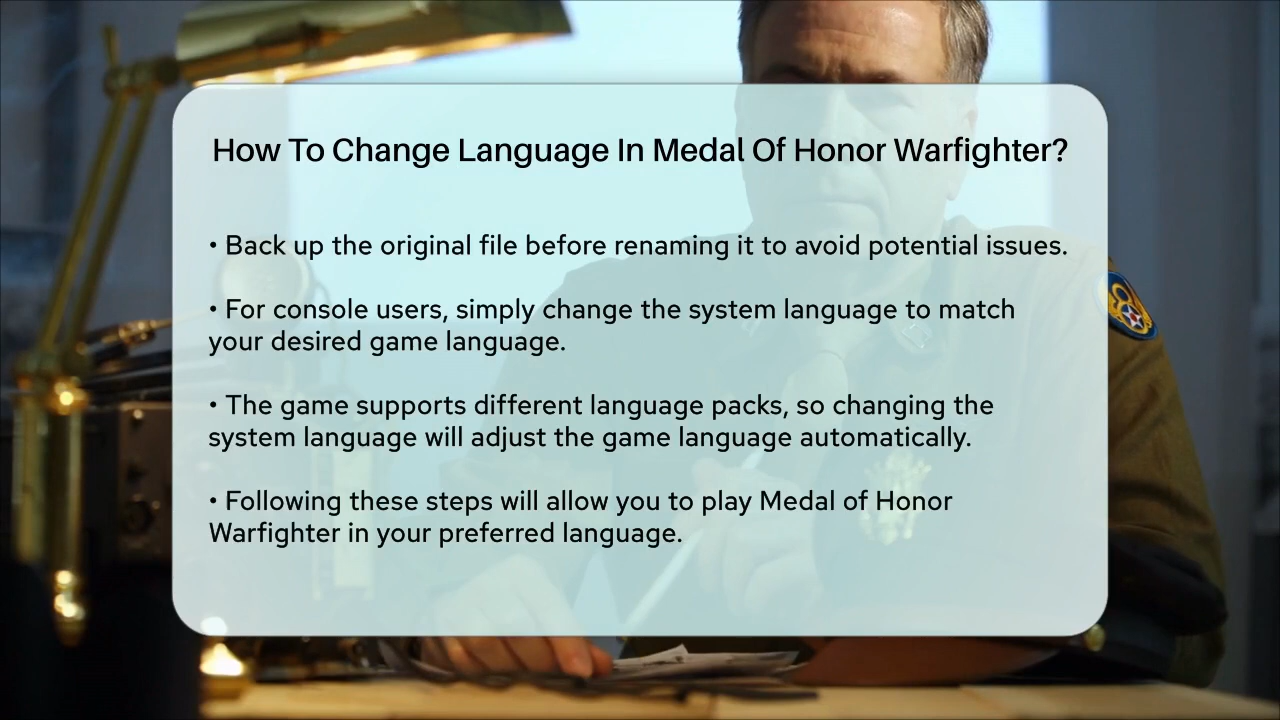 How To Change Language In Medal Of Honor Warfighter?
• Back up the original file before renaming it to avoid potential issues.
• For console users, simply change the system language to match
your desired game language.
• The game supports different language packs, so changing the
system language will adjust the game language automatically.
• Following these steps will allow you to play Medal of Honor
Warfighter in your preferred language.